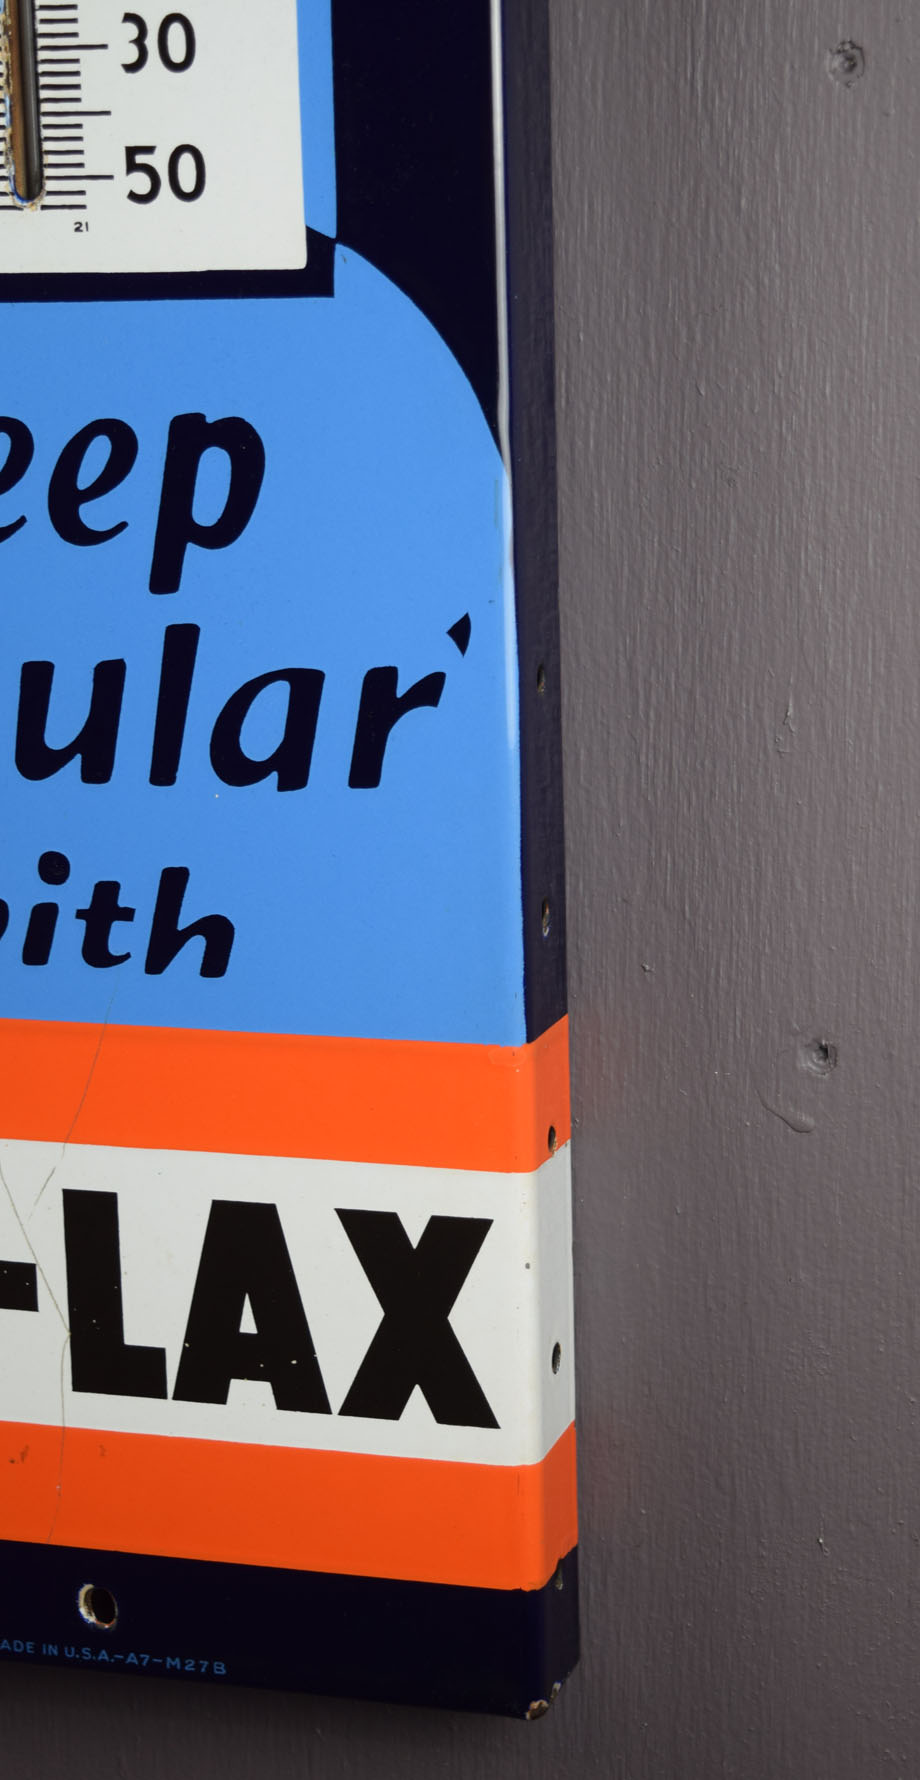 30
50
21
eep
ular'
ith
-LAX
ADE IN U.S.A.-A7-M27B